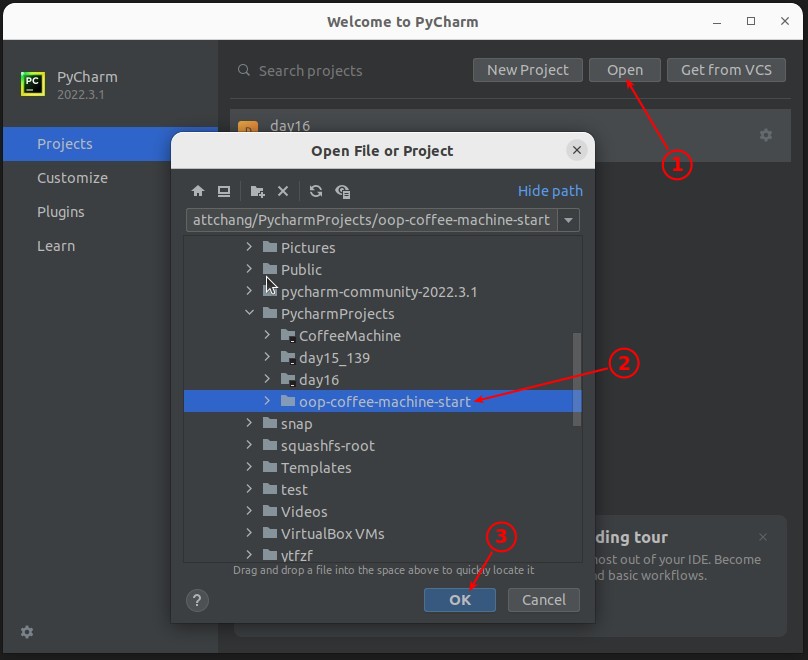 Welcome to PyCharm
PC
PyCharm
2022.3.1
Search projects
New Project
Open
Get from VCS
day16
1
Projects
Customize
Plugins
Learn
Open File or Project
Hide path
attchang/PycharmProjects/oop-coffee-machine-start
Pictures
Public
pycharm-community-2022.3.1
PycharmProjects
CoffeeMachine
day15_139
day16
2
oop-coffee-machine-start
snap
squashfs-root
Templates
test
Videos
VirtualBox VMs
ytfzf
3
ding tour
ost out of your IDE. Become
d basic workflows.
Drag and drop a file into the space above to quickly locate it
?
OK
Cancel